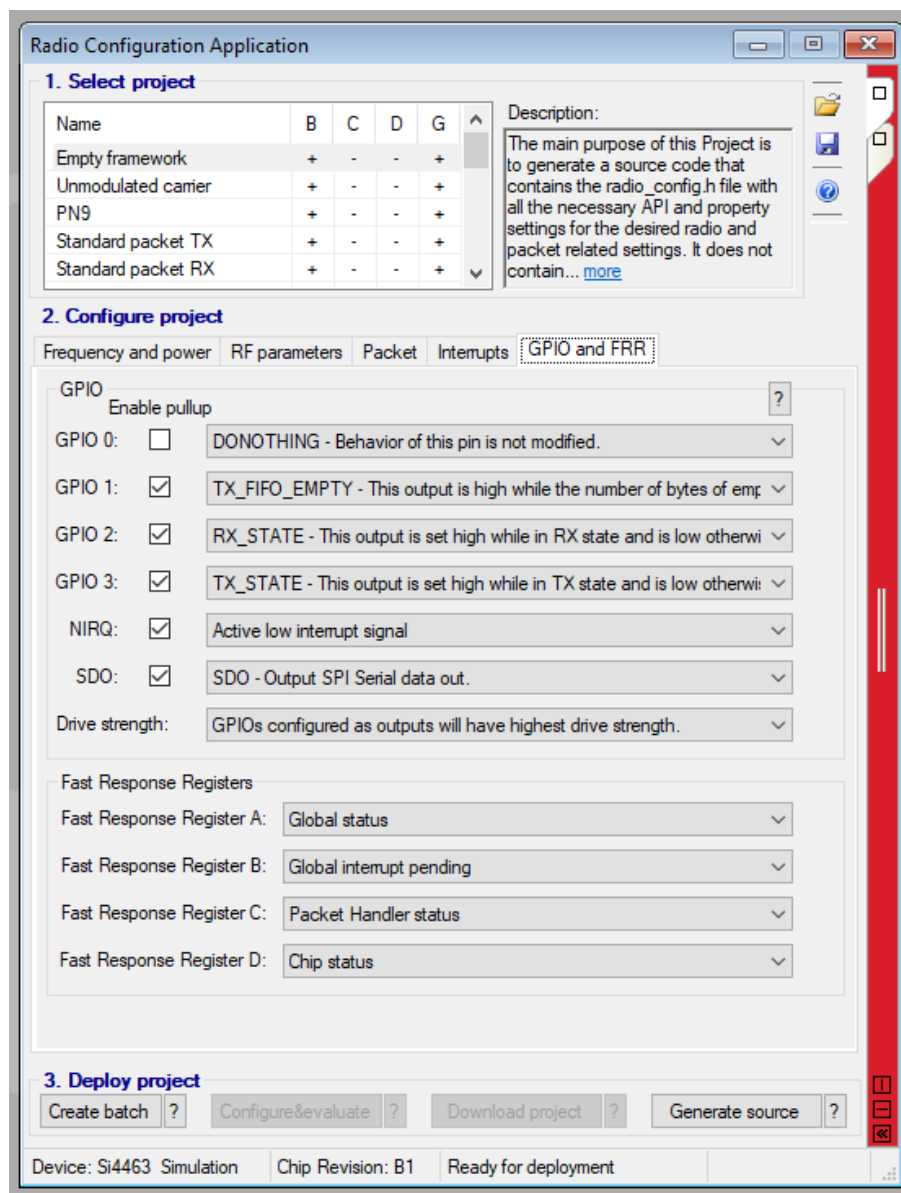 Radio Configuration Application
1. Select project
Name B C D G
Empty framework + - - +
Unmodulated carrier + - - +
PN9 + - - +
Standard packet TX + - - +
Standard packet RX + - - +
Description:
The main purpose of this Project is
to generate a source code that
contains the radio_config.h file with
all the necessary API and property
settings for the desired radio and
packet related settings. It does not
contain... more
2. Configure project
Frequency and power RF parameters Packet Interrupts GPIO and FRR
GPIO
Enable pullup
?
GPIO 0: DONOTHING - Behavior of this pin is not modified.
GPIO 1: TX_FIFO_EMPTY - This output is high while the number of bytes of emp
GPIO 2: RX_STATE - This output is set high while in RX state and is low otherwi
GPIO 3: TX_STATE - This output is set high while in TX state and is low otherwi
NIRQ: Active low interrupt signal
SDO: SDO - Output SPI Serial data out.
Drive strength: GPIOs configured as outputs will have highest drive strength.
Fast Response Registers
Fast Response Register A: Global status
Fast Response Register B: Global interrupt pending
Fast Response Register C: Packet Handler status
Fast Response Register D: Chip status
3. Deploy project
Create batch ? Configure&evaluate ? Download project ? Generate source ?
Device: Si4463 Simulation Chip Revision: B1 Ready for deployment